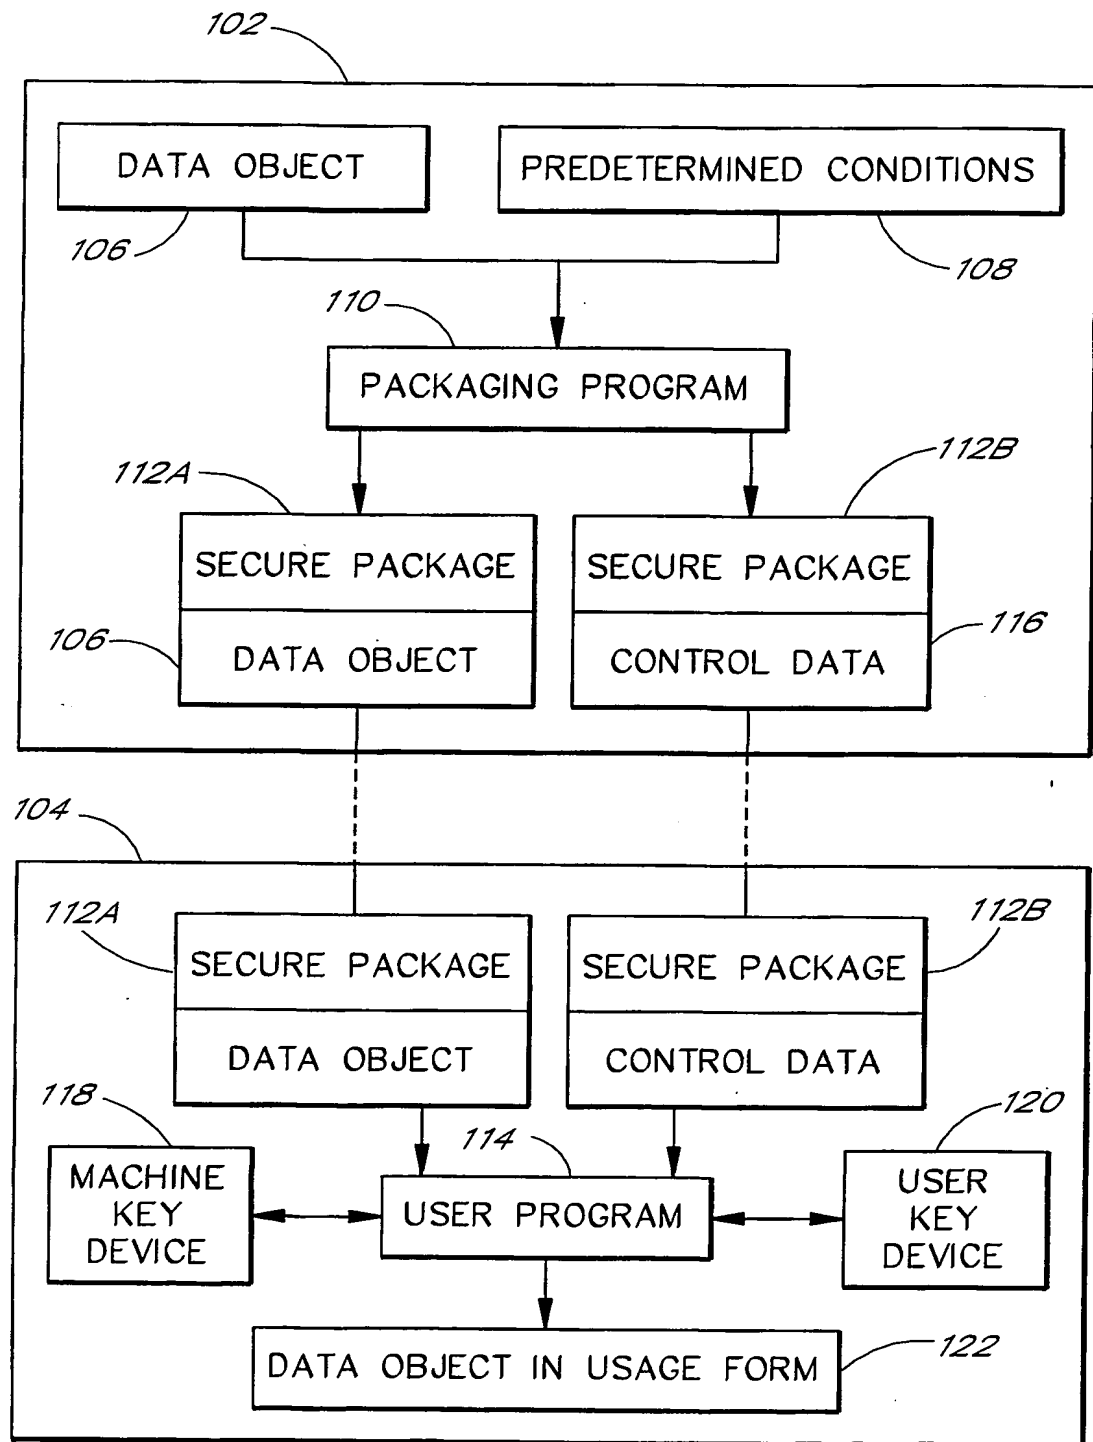 102
DATA OBJECT
PREDETERMINED CONDITIONS
106
108
110
PACKAGING PROGRAM
112A
112B
SECURE PACKAGE
SECURE PACKAGE
106
DATA OBJECT
CONTROL DATA
116
104
112A
112B
SECURE PACKAGE
SECURE PACKAGE
DATA OBJECT
CONTROL DATA
118
114
120
MACHINE
KEY
DEVICE
USER PROGRAM
USER
KEY
DEVICE
DATA OBJECT IN USAGE FORM
122